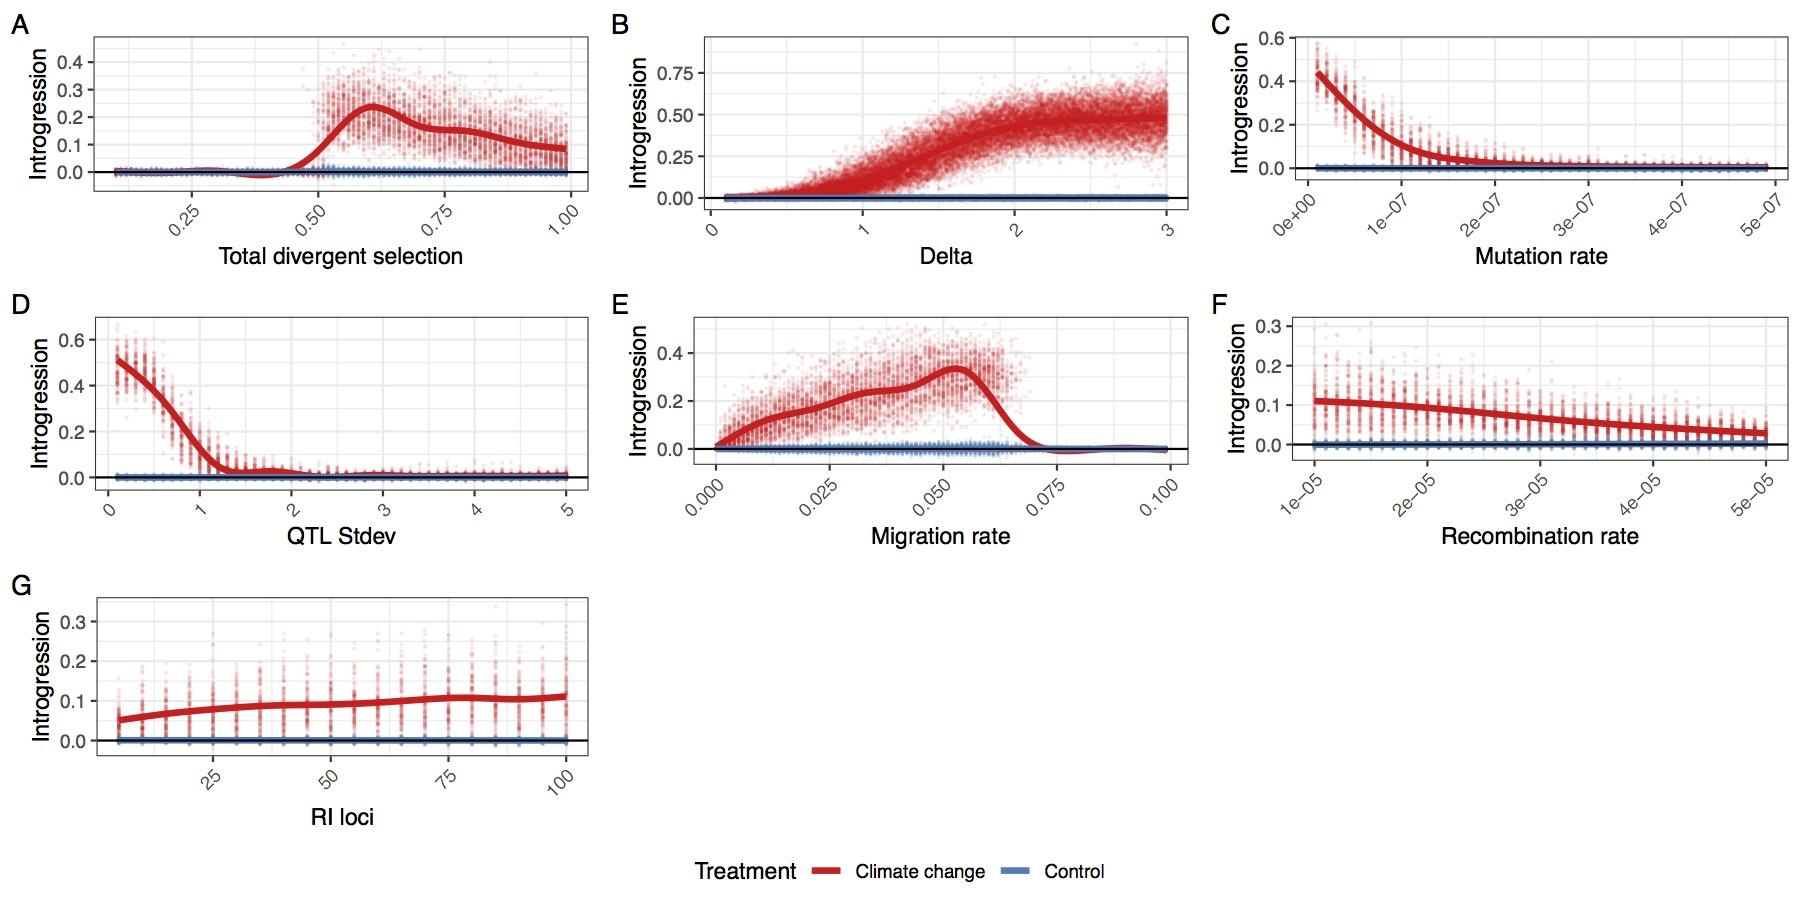 A
Introgression
0.4
0.3
0.2
0.1
0.0
0.25
0.50
0.75
1.00
Total divergent selection
B
Introgression
0.75
0.50
0.25
0.00
0
1
2
3
Delta
C
Introgression
0.6
0.4
0.2
0.0
0e+00
1e−07
2e−07
3e−07
4e−07
5e−07
Mutation rate
D
Introgression
0.6
0.4
0.2
0.0
0
1
2
3
4
5
QTL Stdev
E
Introgression
0.4
0.2
0.0
0.000
0.025
0.050
0.075
0.100
Migration rate
F
Introgression
0.3
0.2
0.1
0.0
1e−05
2e−05
3e−05
4e−05
5e−05
Recombination rate
G
Introgression
0.3
0.2
0.1
0.0
25
50
75
100
RI loci
Treatment Climate change Control